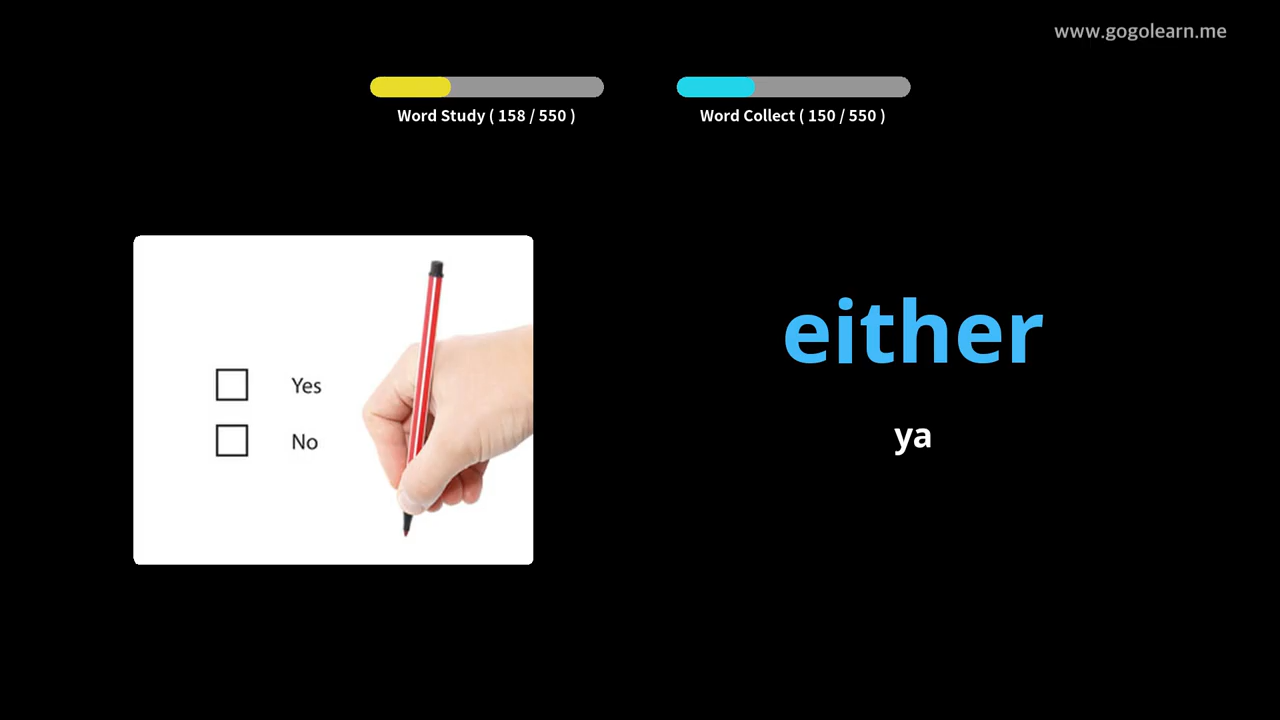 www.gogolearn.me
Word Study ( 158 / 550 )
Word Collect ( 150 / 550 )
Yes
No
either
ya